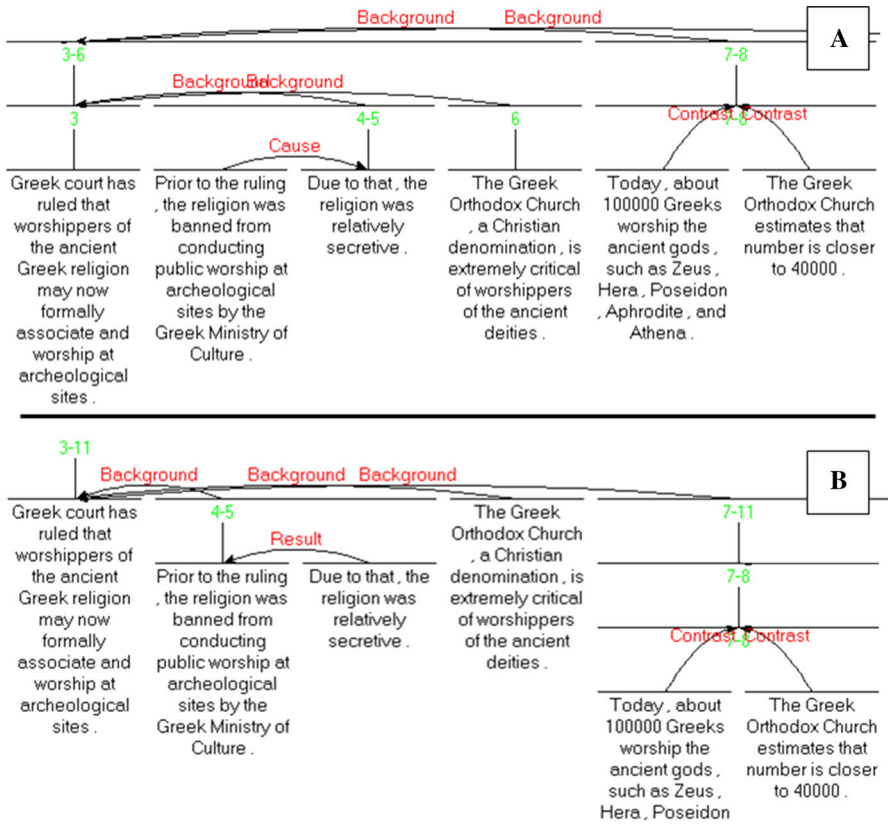 Background Background
A
3-6
7-8
Background Background
3
4-5
6
Contrast Contrast
7-8
Cause
Greek court has
ruled that
worshippers of
the ancient
Greek religion
may now
formally
associate and
worship at
archeological
sites .
Prior to the ruling
, the religion was
banned from
conducting
public worship at
archeological
sites by the
Greek Ministry of
Culture .
Due to that , the
religion was
relatively
secretive .
The Greek
Orthodox Church
, a Christian
denomination , is
extremely critical
of worshippers
of the ancient
deities .
Today , about
100000 Greeks
worship the
ancient gods ,
such as Zeus ,
Hera , Poseidon
, Aphrodite , and
Athena .
The Greek
Orthodox Church
estimates that
number is closer
to 40000 .
3-11
B
Background Background Background
Greek court has
ruled that
worshippers of
the ancient
Greek religion
may now
formally
associate and
worship at
archeological
sites .
4-5
Result
Prior to the ruling
, the religion was
banned from
conducting
public worship at
archeological
sites by the
Greek Ministry of
Culture .
Due to that , the
religion was
relatively
secretive .
The Greek
Orthodox Church
, a Christian
denomination , is
extremely critical
of worshippers
of the ancient
deities .
7-11
7-8
Contrast Contrast
7-8
Today , about
100000 Greeks
worship the
ancient gods ,
such as Zeus ,
Hera , Poseidon
The Greek
Orthodox Church
estimates that
number is closer
to 40000 .